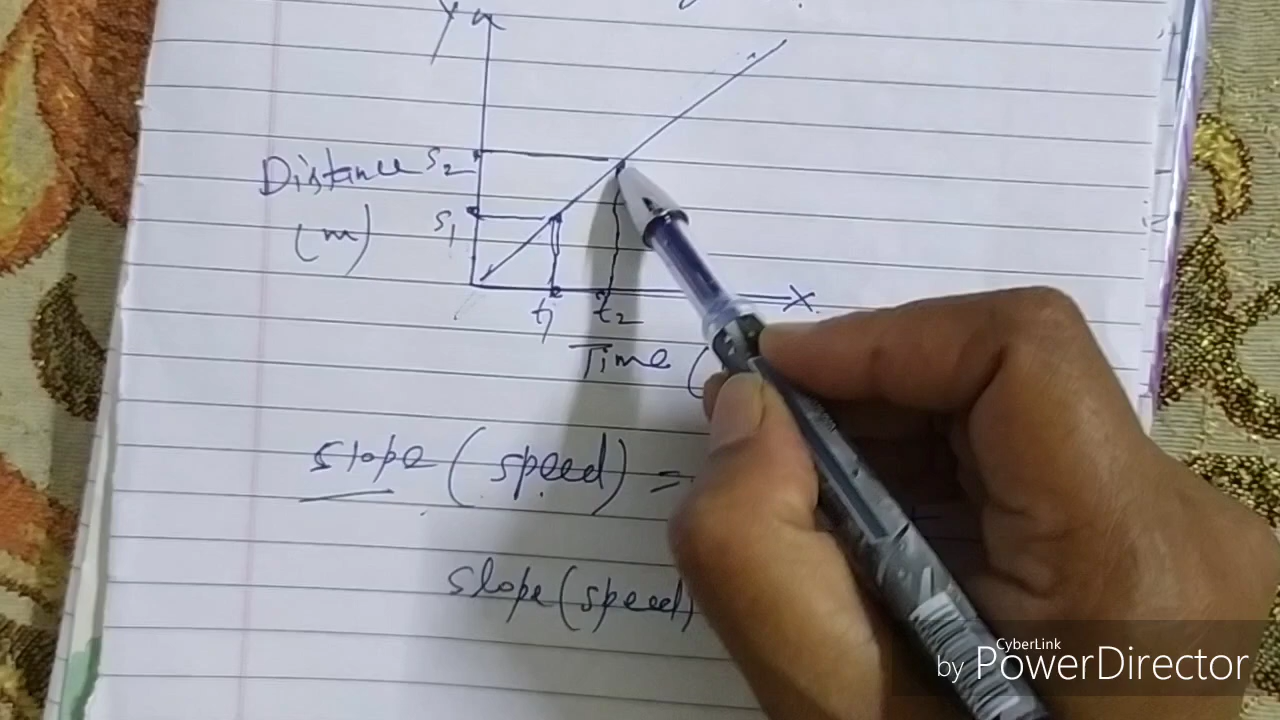 Y
Distance S2
(m) S1
t1 t2 X
Time (
slope (speed) =
slope (speed)
CyberLink
by PowerDirector